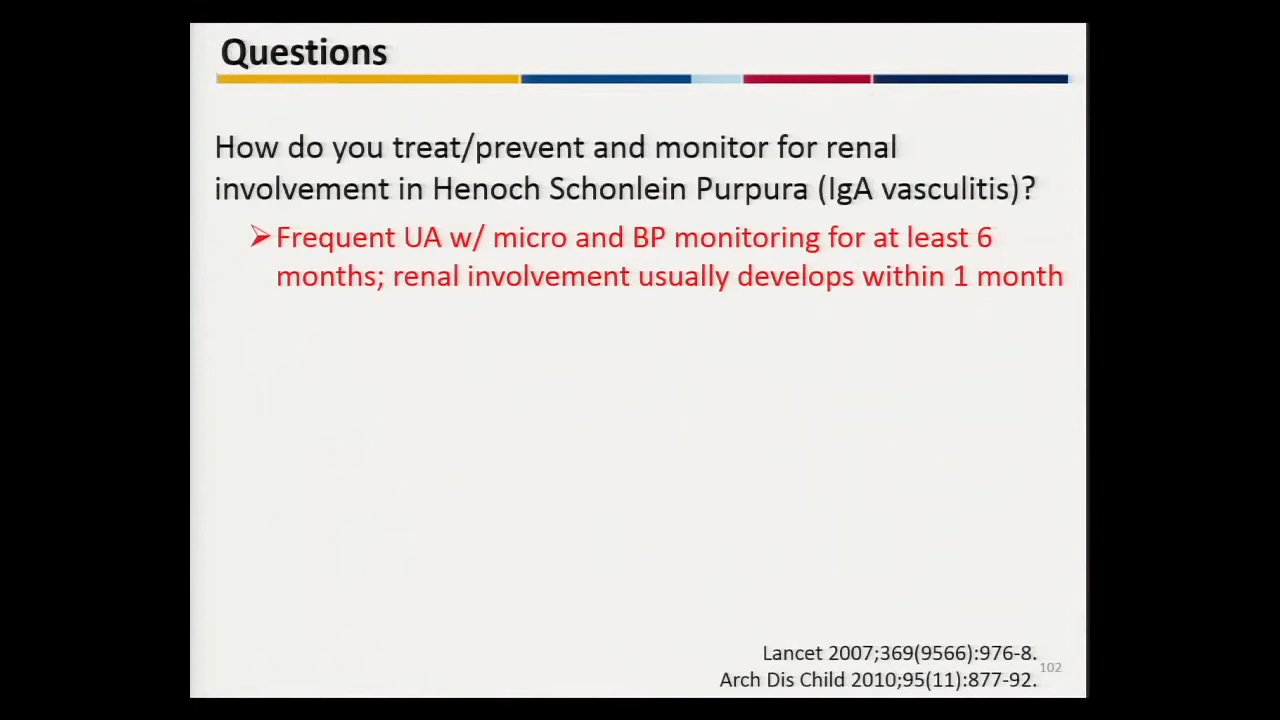 Questions
How do you treat/prevent and monitor for renal
involvement in Henoch Schonlein Purpura (IgA vasculitis)?
Frequent UA w/ micro and BP monitoring for at least 6
months; renal involvement usually develops within 1 month
Lancet 2007;369(9566):976-8.
102
Arch Dis Child 2010;95(11):877-92.